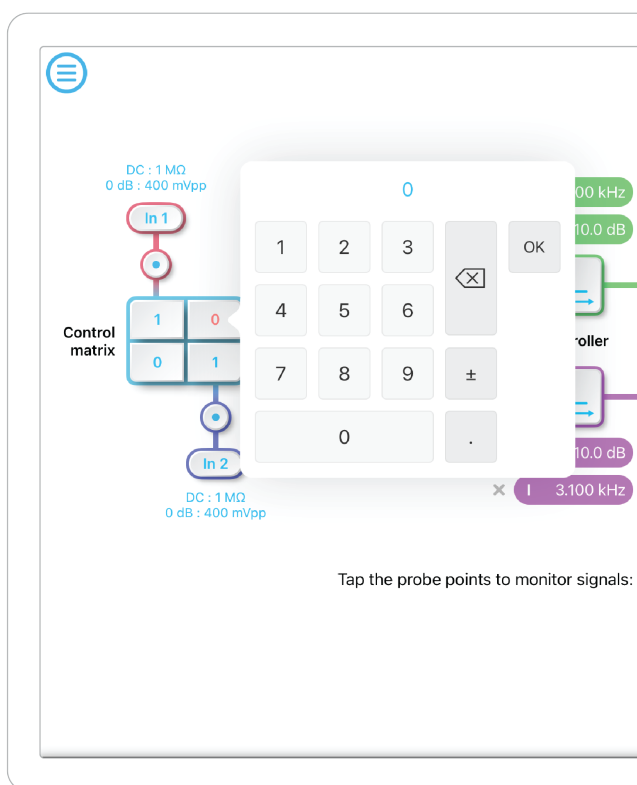 DC : 1 MΩ
0 dB : 400 mVpp
In 1
Control
matrix
1
0
0
1
In 2
DC : 1 MΩ
0 dB : 400 mVpp
0
1
2
3
OK
4
5
6
7
8
9
±
0
.
00 kHz
10.0 dB
roller
10.0 dB
I 3.100 kHz
Tap the probe points to monitor signals: